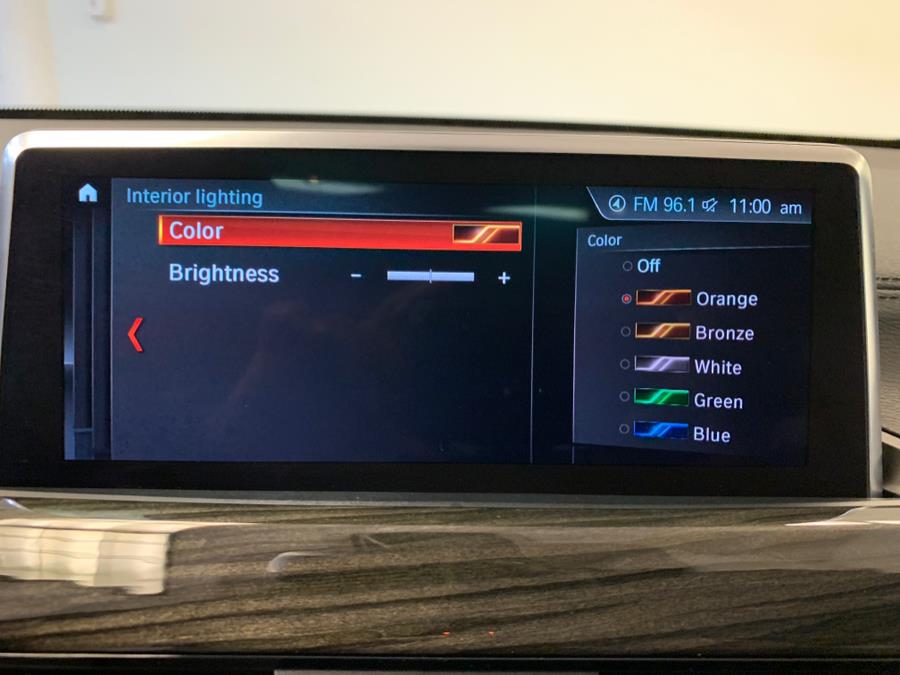 Interior lighting
FM 96.1 11:00 am
Color
Brightness
- +
Color
Off
Orange
Bronze
White
Green
Blue